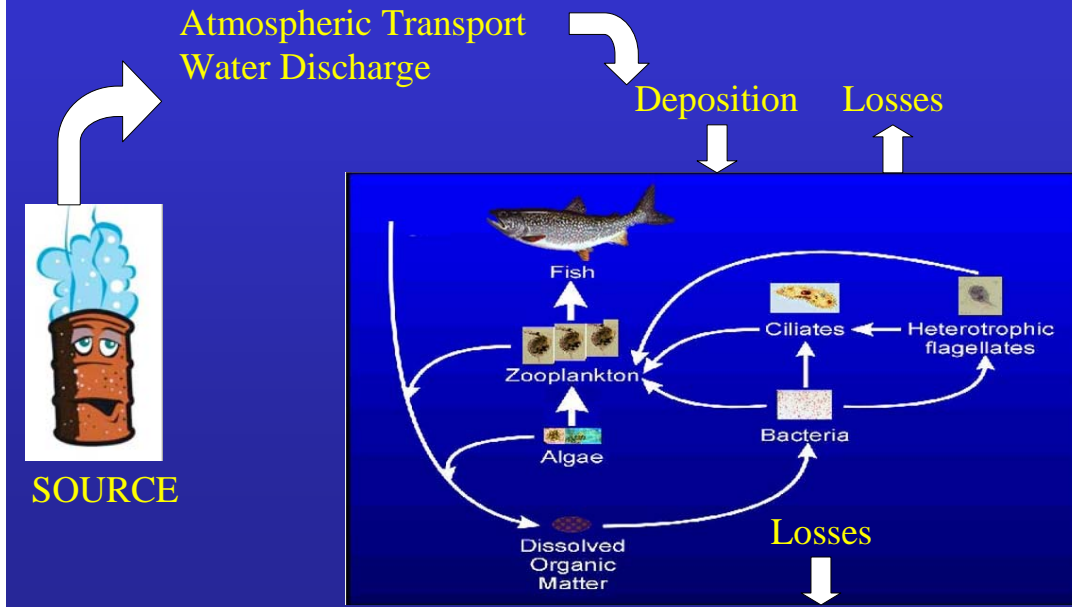 Atmospheric Transport
Water Discharge
Deposition
Losses
SOURCE
Fish
Zooplankton
Algae
Ciliates
Heterotrophic
flagellates
Bacteria
Dissolved
Organic
Matter
Losses